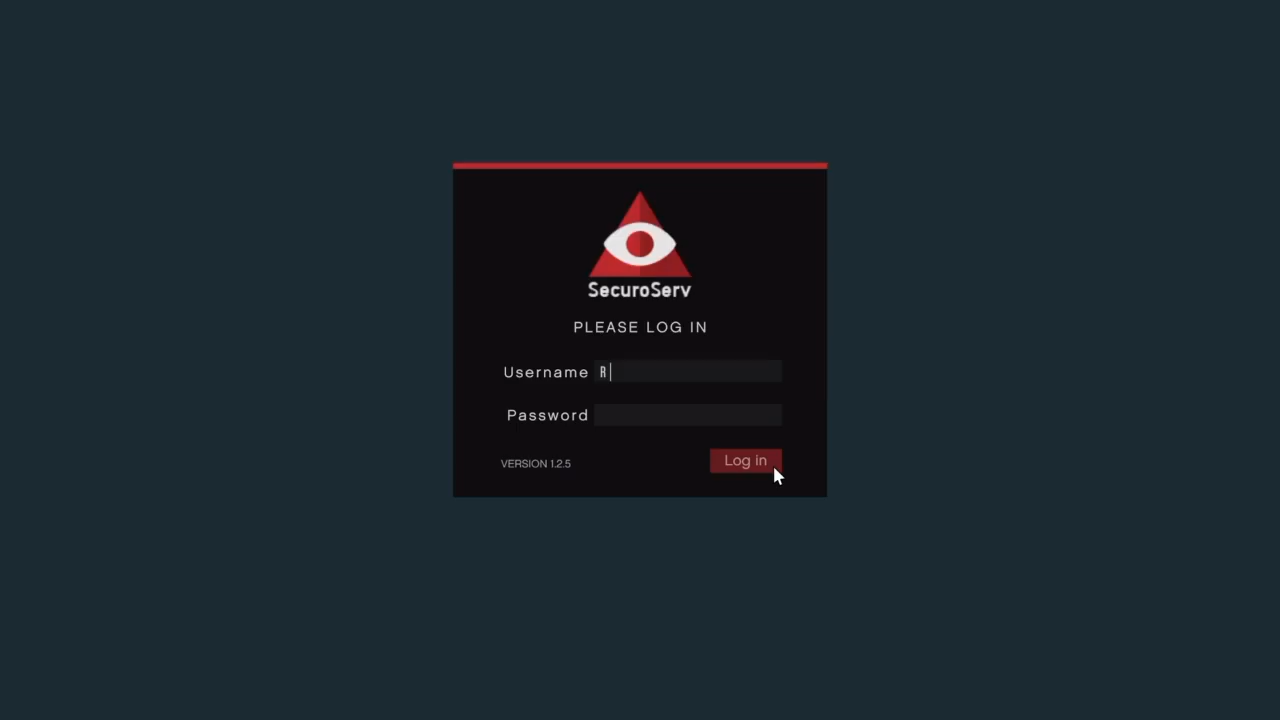 SecuroServ
PLEASE LOG IN
Username R
Password
VERSION 1.2.5 Log in